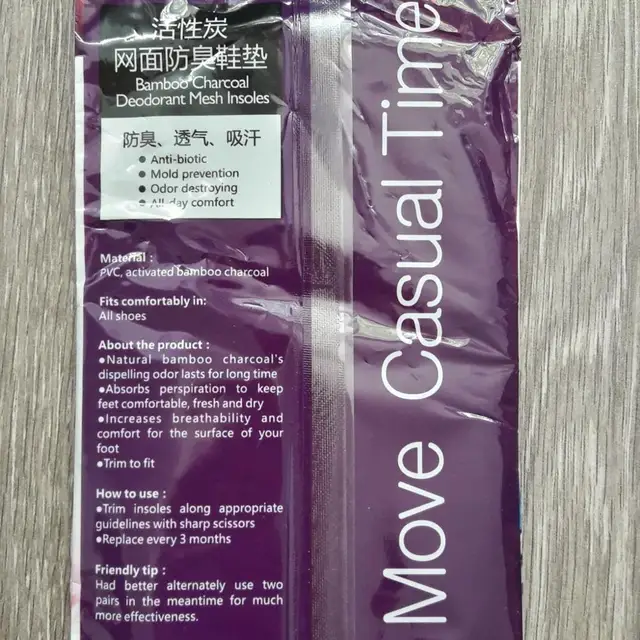 活性炭
网面防臭鞋垫
Bamboo Charcoal
Deodorant Mesh Insoles
防臭、透气、吸汗
● Anti-biotic
● Mold prevention
● Odor destroying
● All-day comfort
Material :
PVC, activated bamboo charcoal
Fits comfortably in:
All shoes
About the product :
●Natural bamboo charcoal's
dispelling odor lasts for long time
●Absorbs perspiration to keep
feet comfortable, fresh and dry
●Increases breathability and
comfort for the surface of your
foot
●Trim to fit
How to use :
●Trim insoles along appropriate
guidelines with sharp scissors
●Replace every 3 months
Friendly tip :
Had better alternately use two
pairs in the meantime for much
more effectiveness.
Move Casual Time